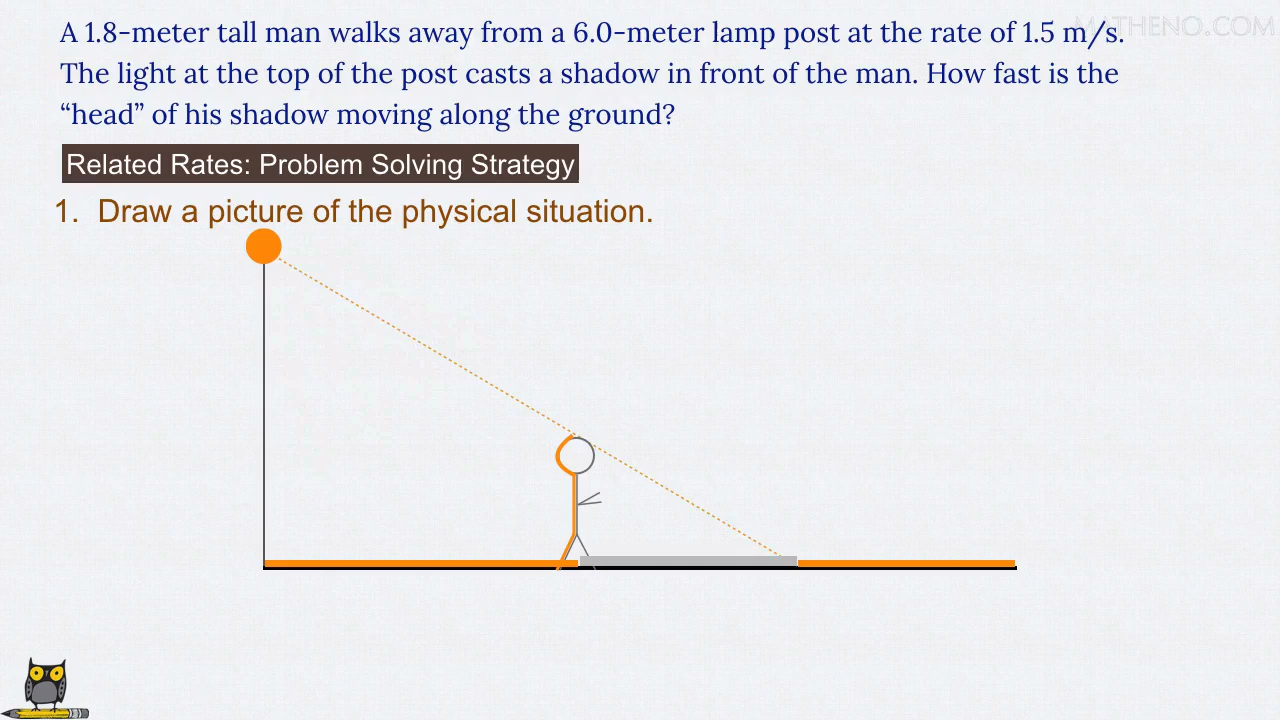 MATHENO.COM
A 1.8-meter tall man walks away from a 6.0-meter lamp post at the rate of 1.5 m/s.
The light at the top of the post casts a shadow in front of the man. How fast is the
“head” of his shadow moving along the ground?
Related Rates: Problem Solving Strategy
1. Draw a picture of the physical situation.